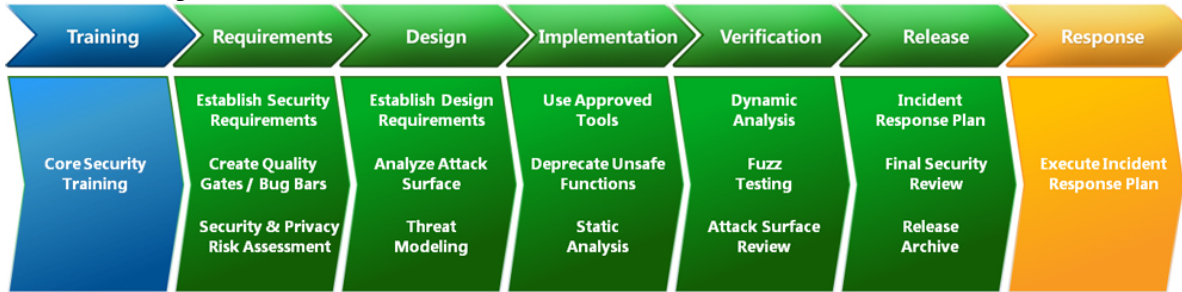 Training
Requirements
Design
Implementation
Verification
Release
Response
Core Security
Training
Establish Security
Requirements
Create Quality
Gates / Bug Bars
Security & Privacy
Risk Assessment
Establish Design
Requirements
Analyze Attack
Surface
Threat
Modeling
Use Approved
Tools
Deprecate Unsafe
Functions
Static
Analysis
Dynamic
Analysis
Fuzz
Testing
Attack Surface
Review
Incident
Response Plan
Final Security
Review
Release
Archive
Execute Incident
Response Plan